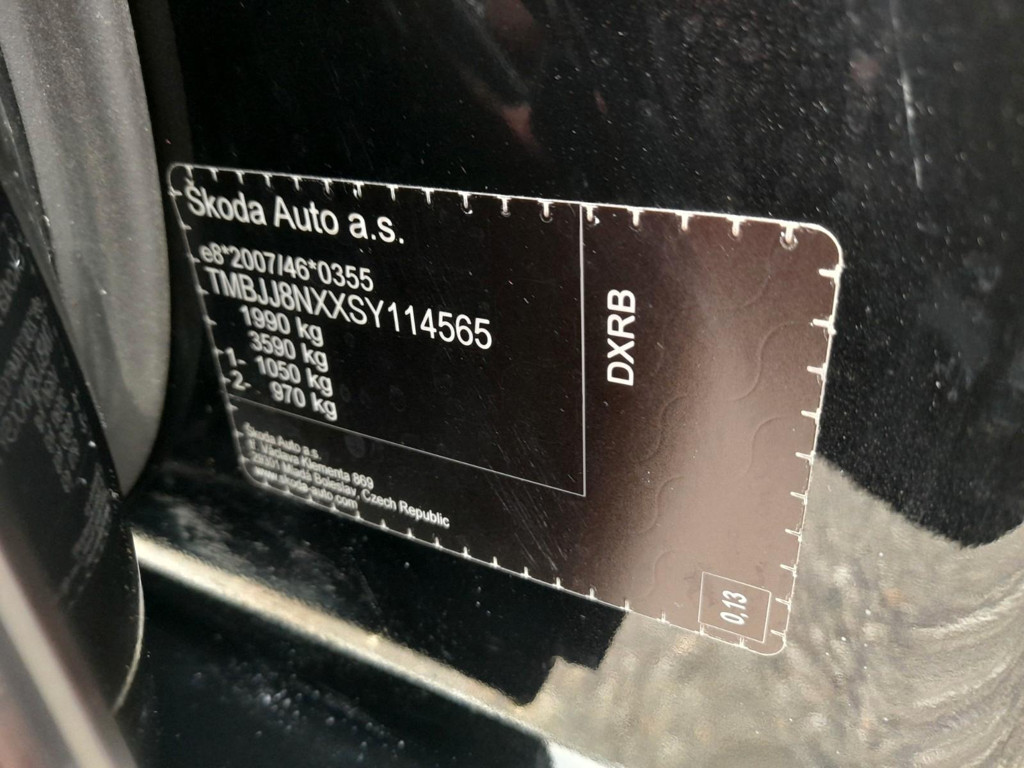 Škoda Auto a.s.
e8*2007/46*0355
TMBJJ8NXXSY114565
1990 kg
3590 kg
1- 1050 kg
2- 970 kg
Škoda Auto a.s.
tř. Václava Klementa 869
29301 Mladá Boleslav, Czech Republic
www.skoda-auto.com
DXRB
0,13